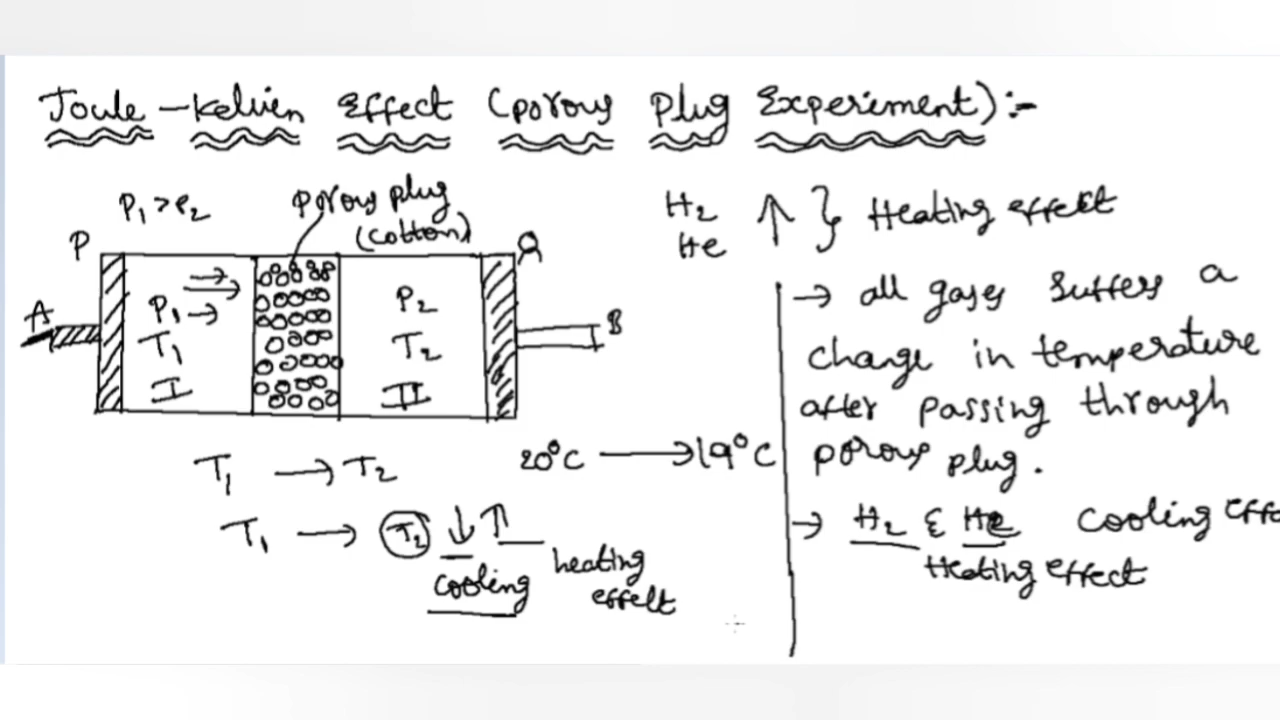 Joule-Kelvien Effect (porous Plug Experiment):-
P1 > P2
porous plug
(cotton)
P
Q
A
B
P1
T1
I
P2
T2
II
T1 → T2
20°C → 19°C
T1 → T2 ↓ ↑
cooling
heating
effelt
H2
He
↑ } Heating effect
→ all gases suffers a
change in temperature
after passing through
porous plug.
→ H2 & He cooling effe
Heating effect